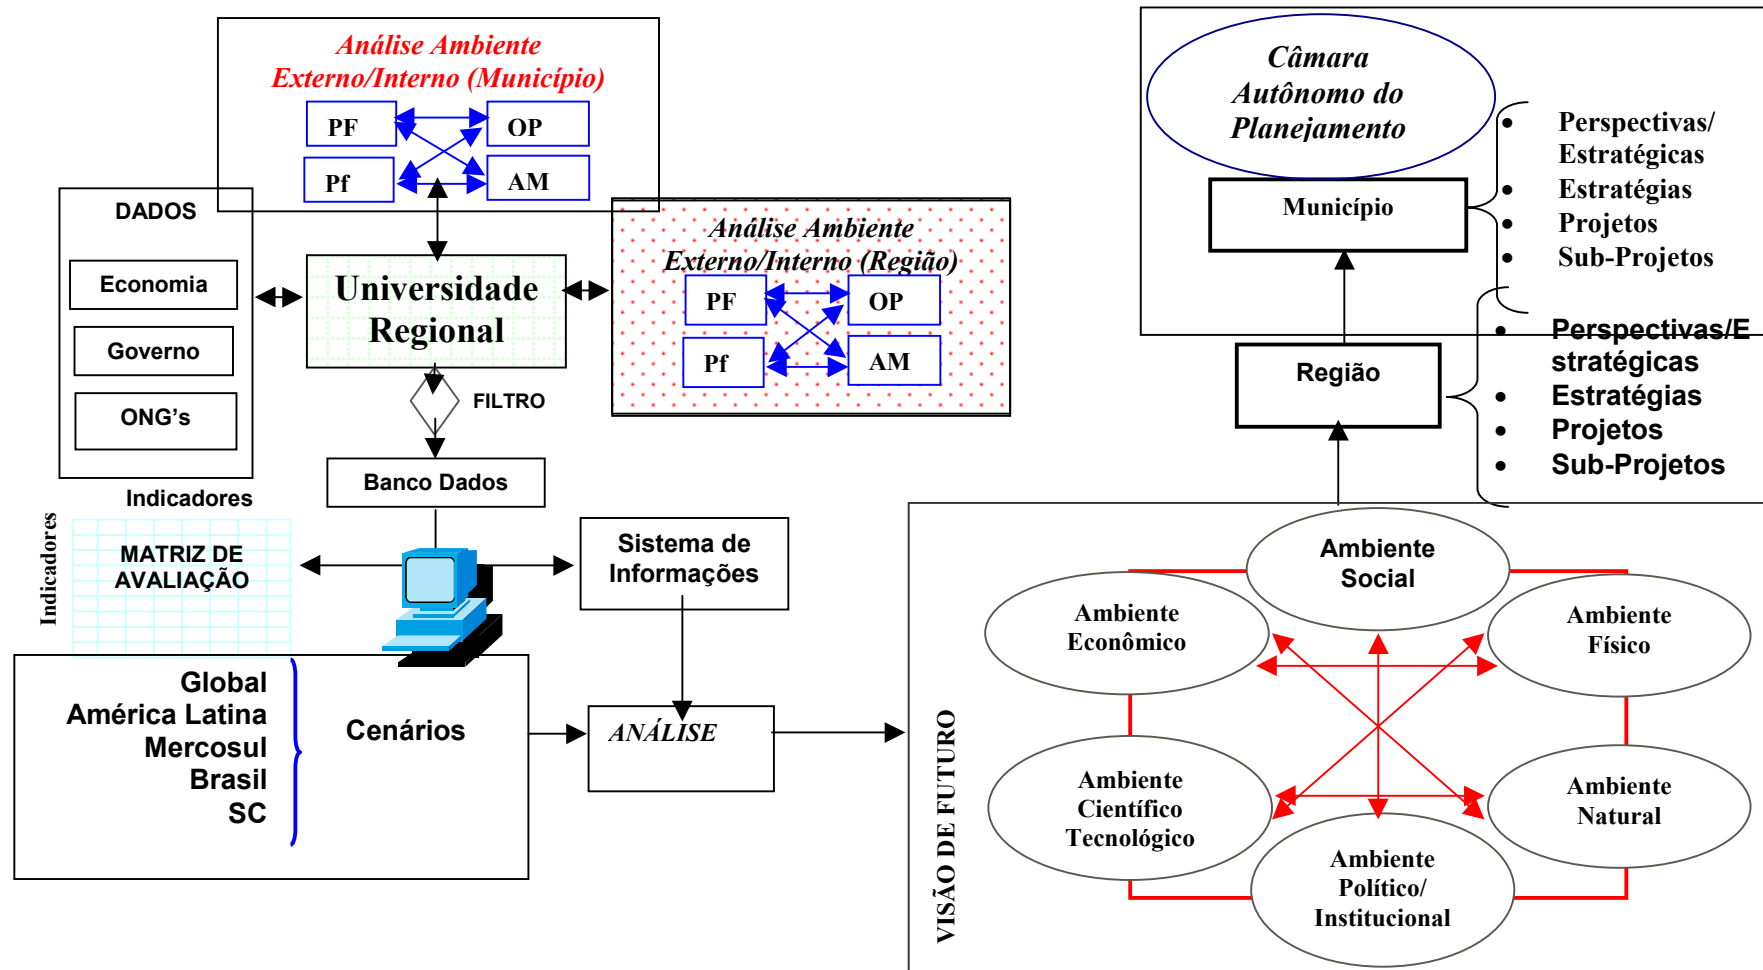 Análise Ambiente
Externo/Interno (Município)
PF
OP
Pf
AM
DADOS
Economia
Governo
ONG's
Universidade
Regional
Análise Ambiente
Externo/Interno (Região)
PF
OP
Pf
AM
FILTRO
Banco Dados
Indicadores
Indicadores
MATRIZ DE
AVALIAÇÃO
Sistema de
Informações
Global
América Latina
Mercosul
Brasil
SC
Cenários
ANÁLISE
Câmara
Autônomo do
Planejamento
Município
• Perspectivas/
Estratégicas
• Estratégias
• Projetos
• Sub-Projetos
Região
• Perspectivas/E
stratégicas
• Estratégias
• Projetos
• Sub-Projetos
VISÃO DE FUTURO
Ambiente
Social
Ambiente
Econômico
Ambiente
Físico
Ambiente
Científico
Tecnológico
Ambiente
Natural
Ambiente
Político/
Institucional